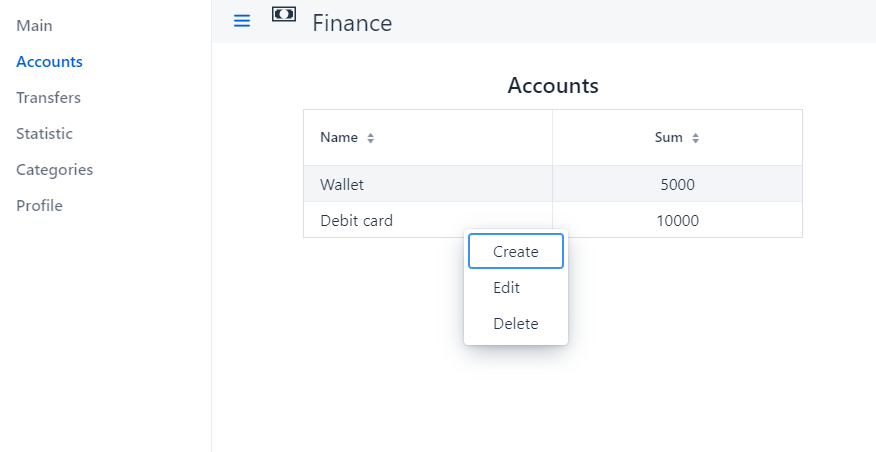 Main
Accounts
Transfers
Statistic
Categories
Profile
Finance
Accounts
Name Sum
Wallet 5000
Debit card 10000
Create
Edit
Delete